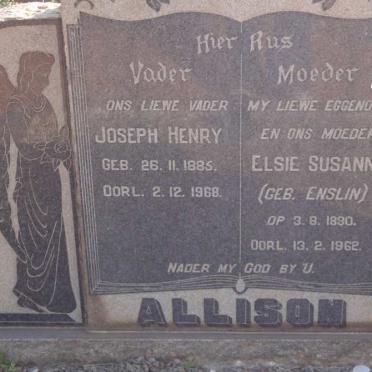 Hier Rus
Vader
ONS LIEWE VADER
JOSEPH HENRY
GEB. 26. 11. 1885.
OORL. 2. 12. 1968.
Moeder
MY LIEWE EGGENO
EN ONS MOEDER
ELSIE SUSANN
(GEB. ENSLIN)
OP 3. 8. 1890.
OORL. 13. 2. 1962.
NADER MY GOD BY U.
ALLISON